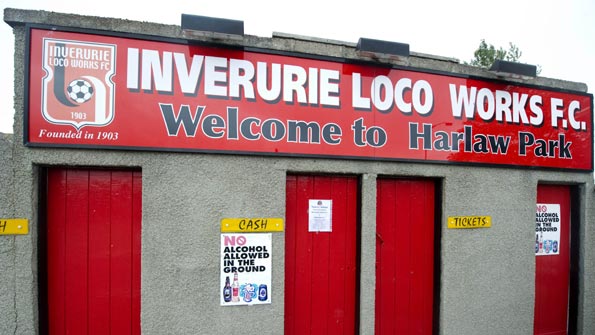 INVERURIE
LOCO WORKS FC
1903
Founded in 1903
INVERURIE LOCO WORKS F.C.
Welcome to Harlaw Park
H
CASH
TICKETS
NO
ALCOHOL
ALLOWED
IN THE
GROUND
NO
ALCOHOL
ALLOWED
IN THE
GROUND